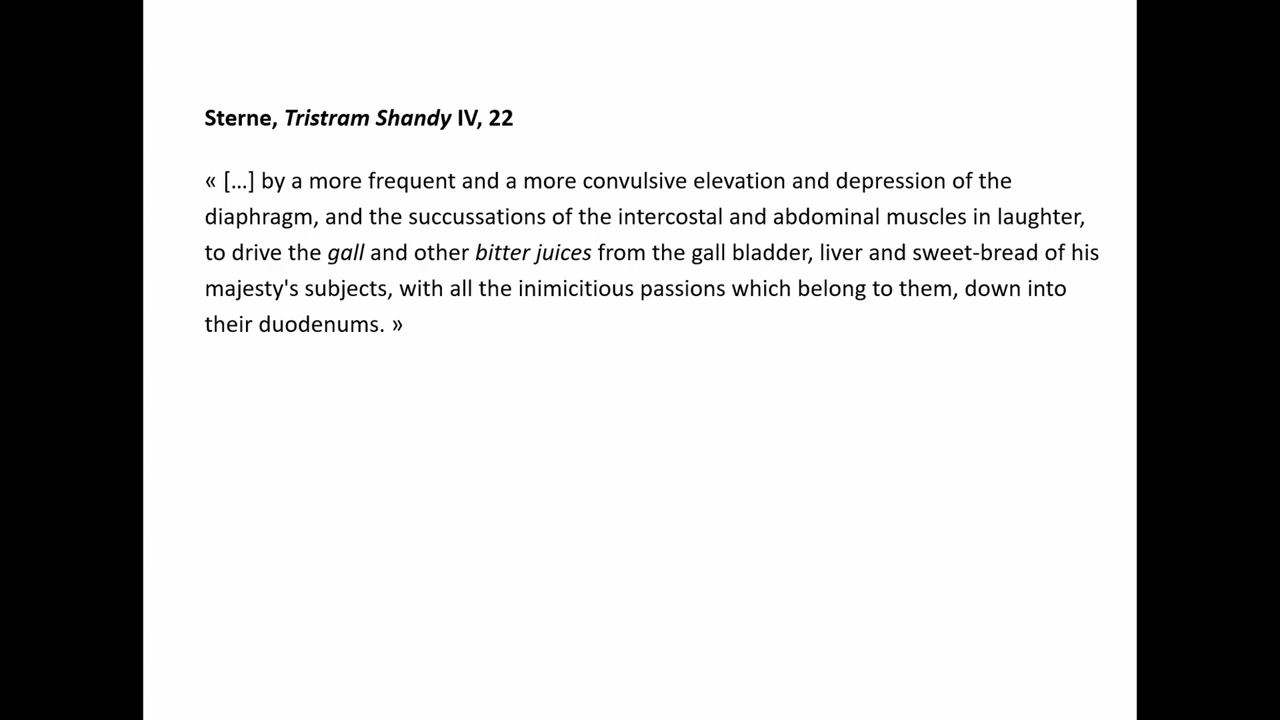 Sterne, Tristram Shandy IV, 22
« […] by a more frequent and a more convulsive elevation and depression of the
diaphragm, and the succussations of the intercostal and abdominal muscles in laughter,
to drive the gall and other bitter juices from the gall bladder, liver and sweet-bread of his
majesty's subjects, with all the inimicitious passions which belong to them, down into
their duodenums. »